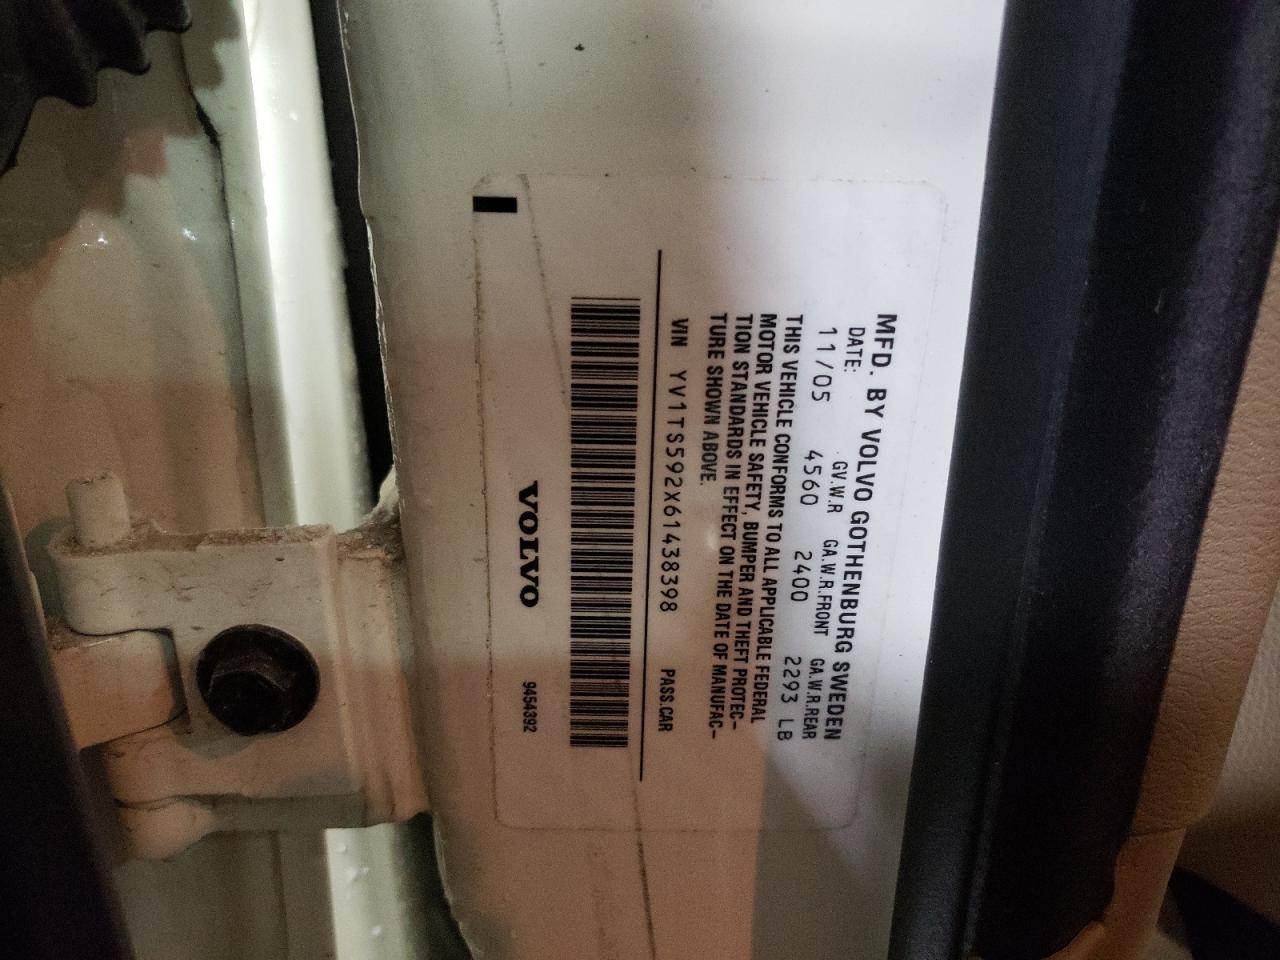 MFD. BY VOLVO GOTHENBURG SWEDEN
DATE: GV.W.R GA.W.R.FRONT GA.W.R.REAR
11/05 4560 2400 2293 LB
THIS VEHICLE CONFORMS TO ALL APPLICABLE FEDERAL
MOTOR VEHICLE SAFETY, BUMPER AND THEFT PROTEC-
TION STANDARDS IN EFFECT ON THE DATE OF MANUFAC-
TURE SHOWN ABOVE.
VIN YV1TS592X61438398 PASS.CAR
VOLVO 9454392